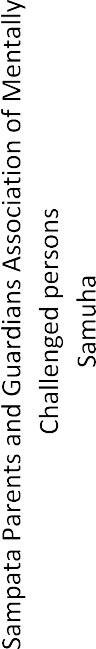 Sampata Parents and Guardians Association of Mentally
Challenged persons
Samuha